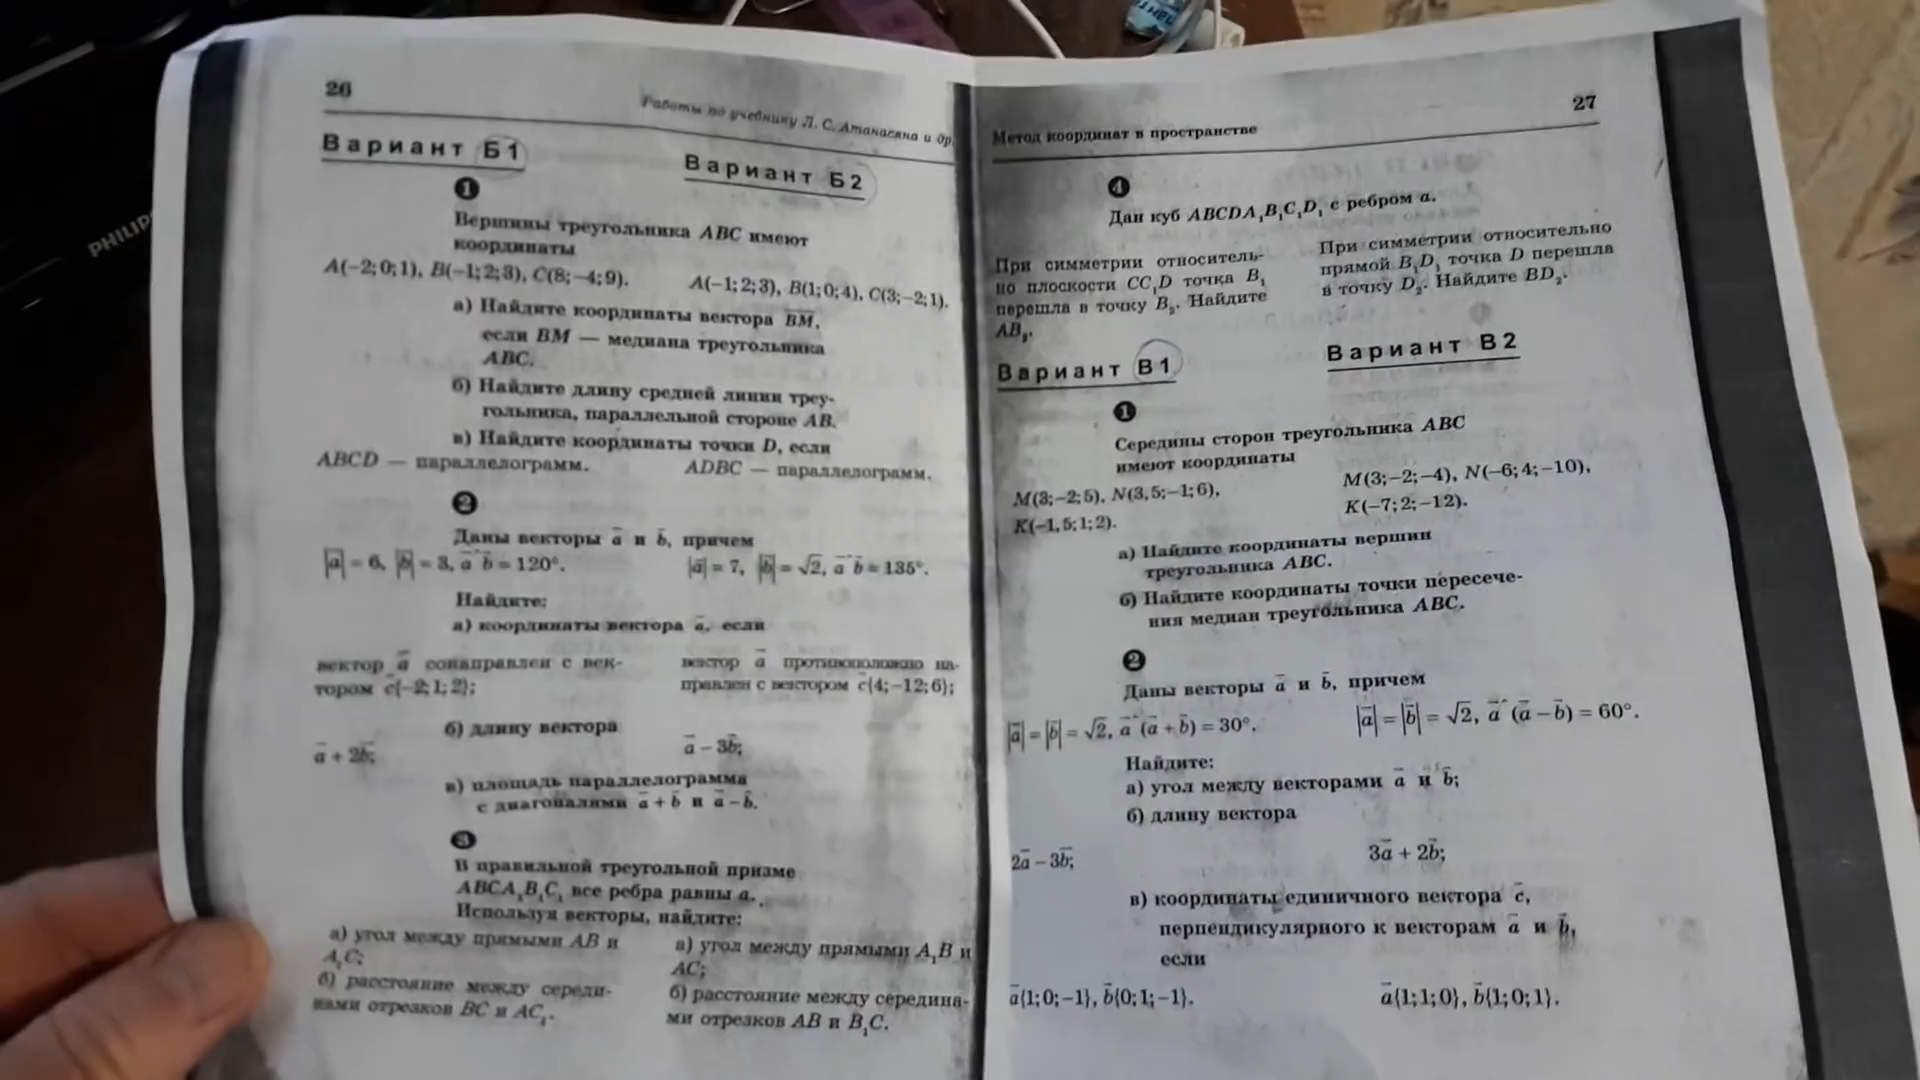 PHILIP
26
Работы по учебнику Л. С. Атанасяна и др.
Вариант Б1
Вариант Б2
1
Вершины треугольника ABC имеют
координаты
A(−2; 0; 1), B(−1; 2; 3), C(8; −4; 9).
A(−1; 2; 3), B(1; 0; 4), C(3; −2; 1).
а) Найдите координаты вектора B̅M̅,
если BM — медиана треугольника
ABC.
б) Найдите длину средней линии треу-
гольника, параллельной стороне AB.
в) Найдите координаты точки D, если
ABCD — параллелограмм.
ADBC — параллелограмм.
2
Даны векторы a̅ и b̅, причем
|a̅| = 6, |b̅| = 3, a̅^b̅ = 120°.
|a̅| = 7, |b̅| = √2, a̅^b̅ = 135°.
Найдите:
а) координаты вектора a̅, если
вектор a̅ сонаправлен с век-
тором c̅{−2; 1; 2};
вектор a̅ противоположно на-
правлен с вектором c̅{4; −12; 6};
б) длину вектора
a̅ + 2b̅;
a̅ − 3b̅;
в) площадь параллелограмма
с диагоналями a̅ + b̅ и a̅ − b̅.
3
В правильной треугольной призме
ABCA₁B₁C₁ все ребра равны a.
Используя векторы, найдите:
а) угол между прямыми AB и
A₁C;
б) расстояние между середи-
нами отрезков BC и AC₁.
а) угол между прямыми A₁B и
AC;
б) расстояние между середина-
ми отрезков AB и B₁C.
Метод координат в пространстве
27
4
Дан куб ABCDA₁B₁C₁D₁ с ребром a.
При симметрии относитель-
но плоскости CC₁D точка B₁
перешла в точку B₂. Найдите
AB₂.
При симметрии относительно
прямой B₁D₁ точка D перешла
в точку D₂. Найдите BD₂.
Вариант В1
Вариант В2
1
Середины сторон треугольника ABC
имеют координаты
M(3; −2; 5), N(3,5; −1; 6),
K(−1,5; 1; 2).
M(3; −2; −4), N(−6; 4; −10),
K(−7; 2; −12).
а) Найдите координаты вершин
треугольника ABC.
б) Найдите координаты точки пересече-
ния медиан треугольника ABC.
2
Даны векторы a̅ и b̅, причем
|a̅| = |b̅| = √2, a̅^(a̅ + b̅) = 30°.
|a̅| = |b̅| = √2, a̅^(a̅ − b̅) = 60°.
Найдите:
а) угол между векторами a̅ и b̅;
б) длину вектора
2a̅ − 3b̅;
3a̅ + 2b̅;
в) координаты единичного вектора c̅,
перпендикулярного к векторам a̅ и b̅,
если
a̅{1; 0; −1}, b̅{0; 1; −1}.
a̅{1; 1; 0}, b̅{1; 0; 1}.